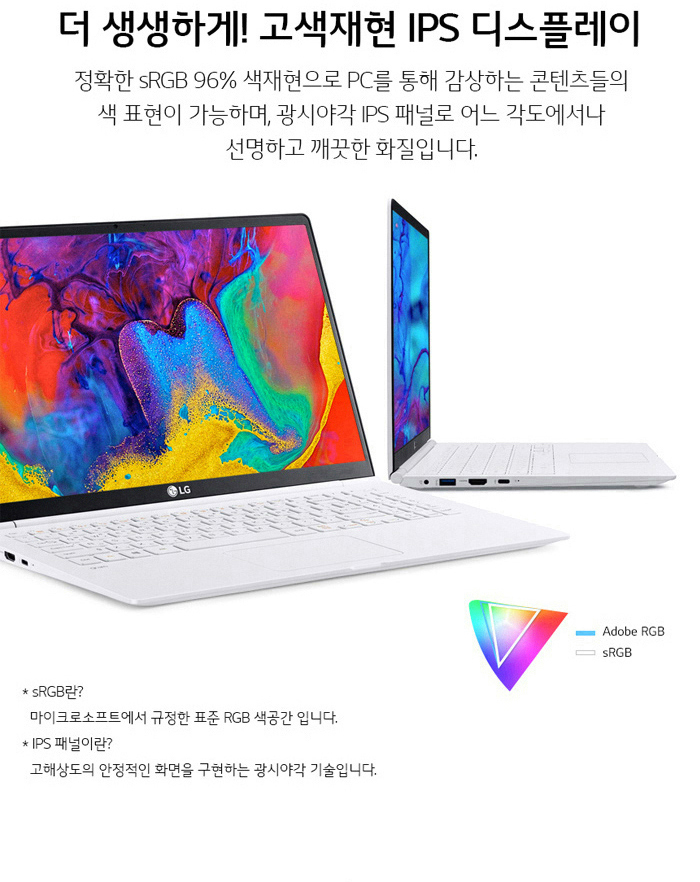 더 생생하게! 고색재현 IPS 디스플레이
정확한 sRGB 96% 색재현으로 PC를 통해 감상하는 콘텐츠들의
색 표현이 가능하며, 광시야각 IPS 패널로 어느 각도에서나
선명하고 깨끗한 화질입니다.
LG
Adobe RGB
sRGB
* sRGB란?
마이크로소프트에서 규정한 표준 RGB 색공간 입니다.
* IPS 패널이란?
고해상도의 안정적인 화면을 구현하는 광시야각 기술입니다.